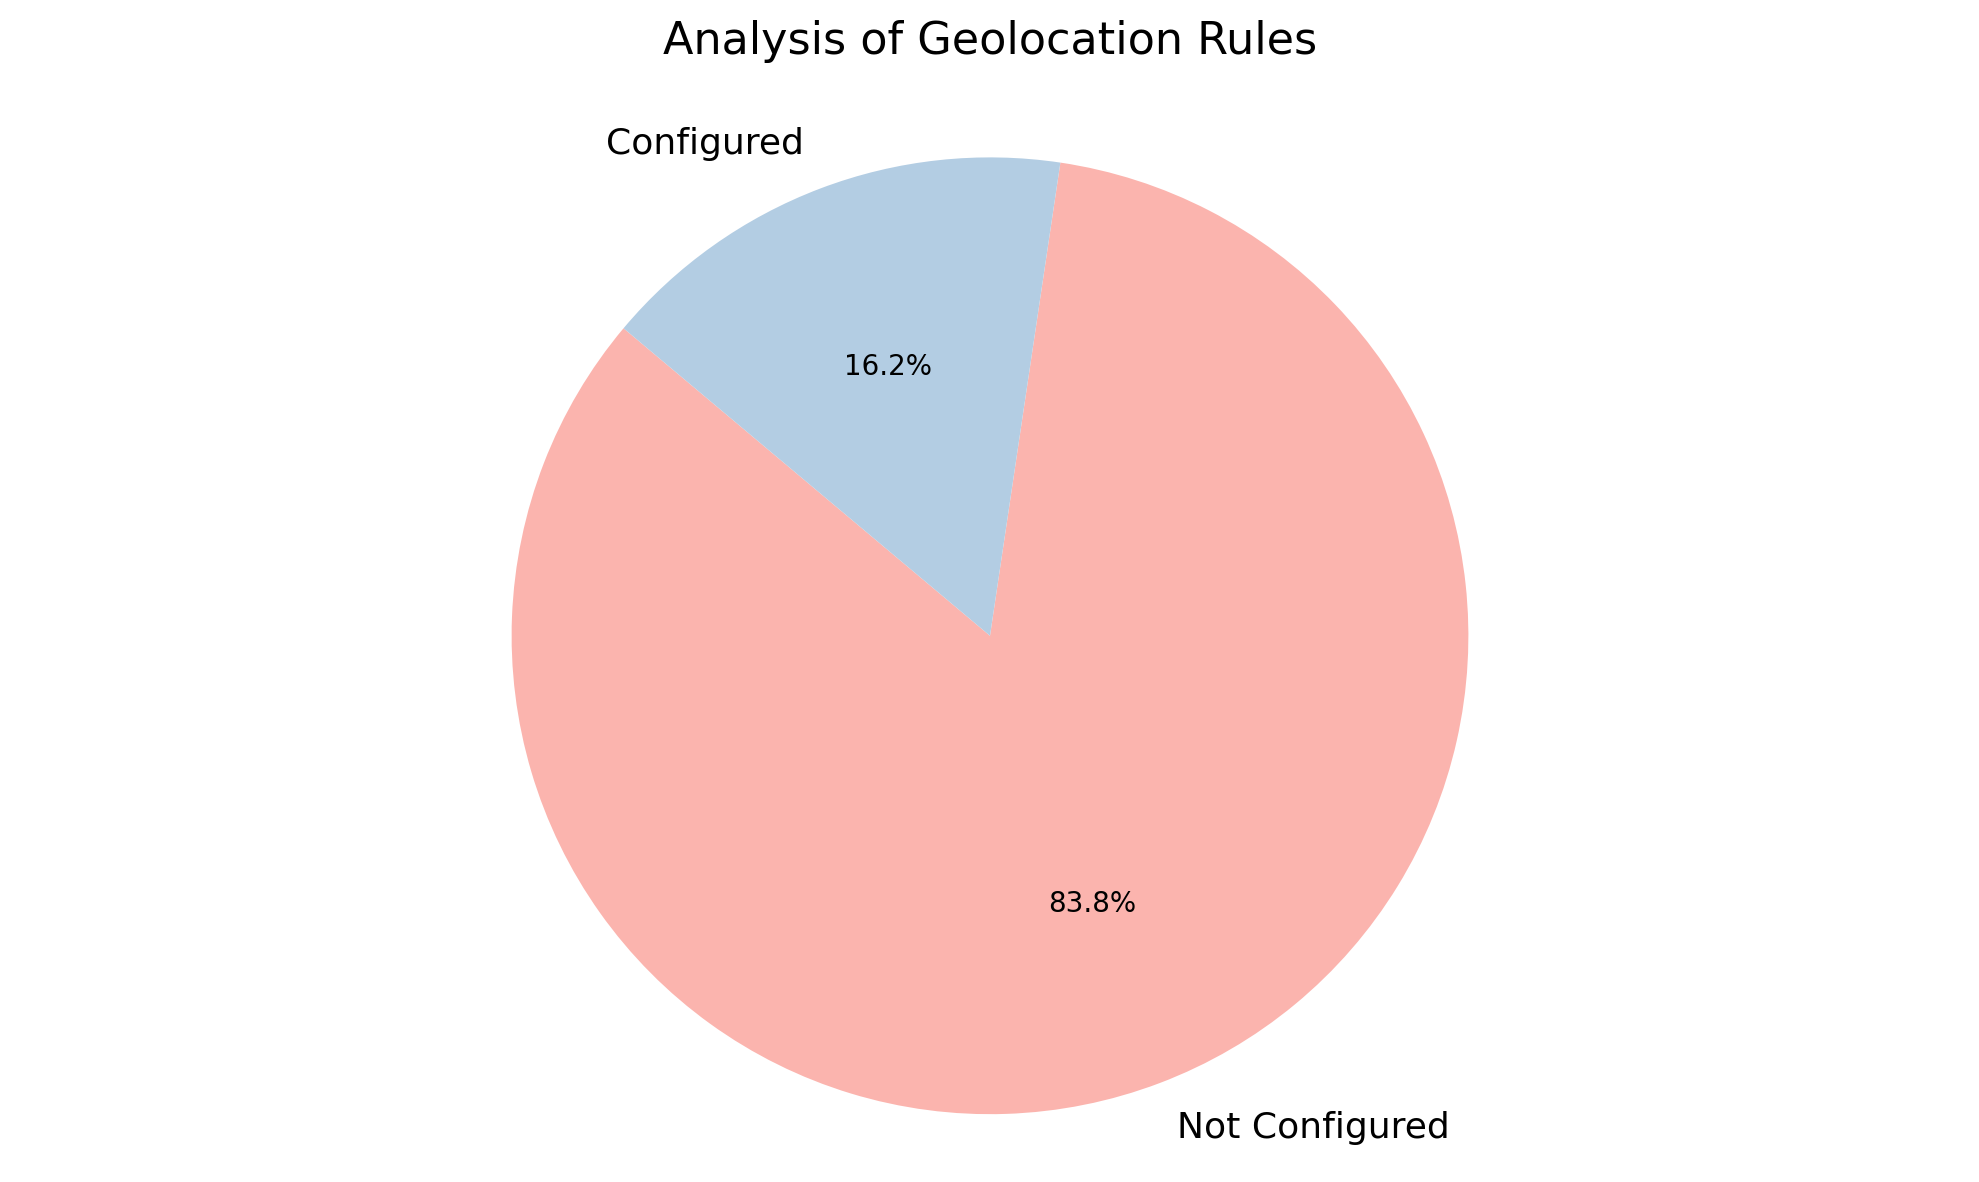 Analysis of Geolocation Rules
Configured
16.2%
83.8%
Not Configured